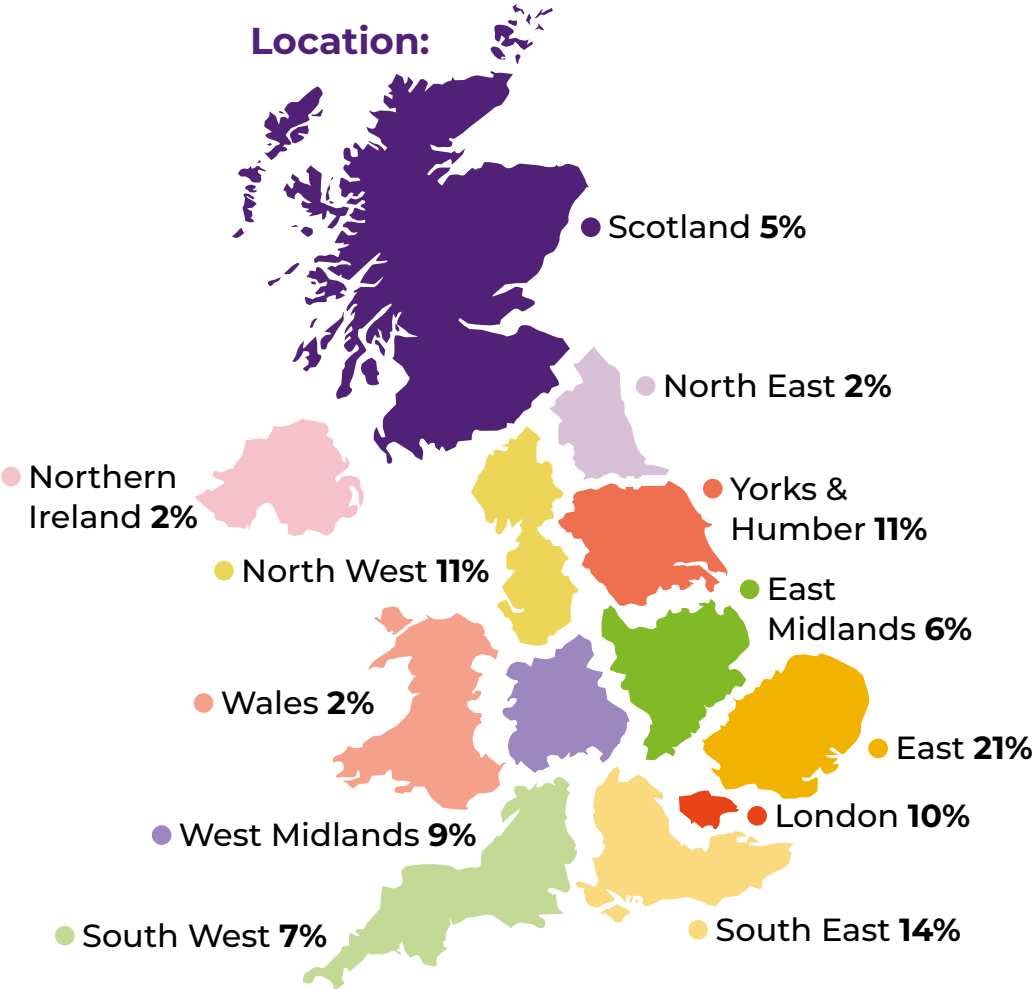 Location:
Scotland 5%
North East 2%
Northern
Ireland 2%
Yorks &
Humber 11%
North West 11%
East
Midlands 6%
Wales 2%
East 21%
London 10%
West Midlands 9%
South East 14%
South West 7%